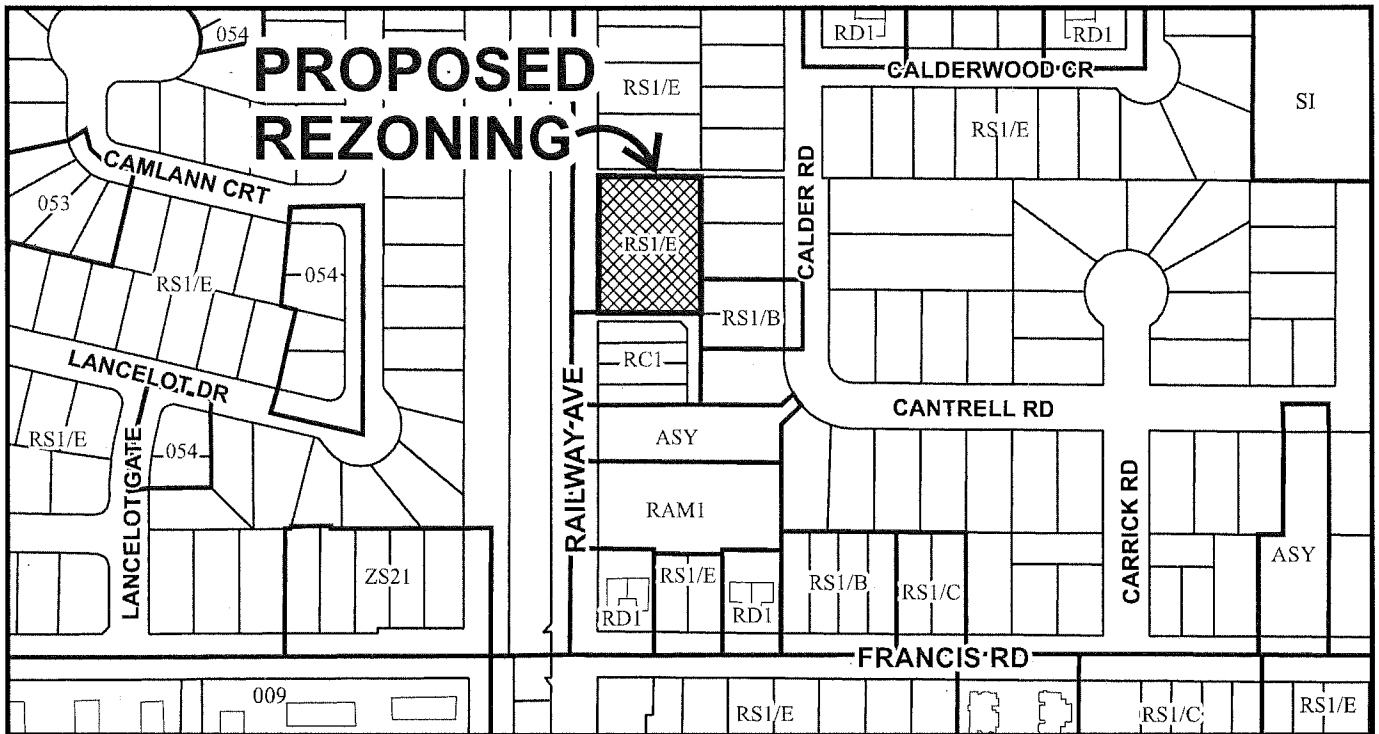 054
RD1
RD1
PROPOSED
REZONING
CALDERWOOD CR
RS1/E
SI
RS1/E
CAMLANN CRT
053
CALDER RD
RS1/E
RS1/E
054
RS1/B
LANCELOT DR
RC1
RAILWAY AVE
CANTRELL RD
RS1/E
LANCELOT GATE
054
ASY
CARRICK RD
RAM1
ZS21
RS1/E
RS1/B
RS1/C
ASY
RD1
RD1
FRANCIS RD
009
RS1/E
RS1/C
RS1/E